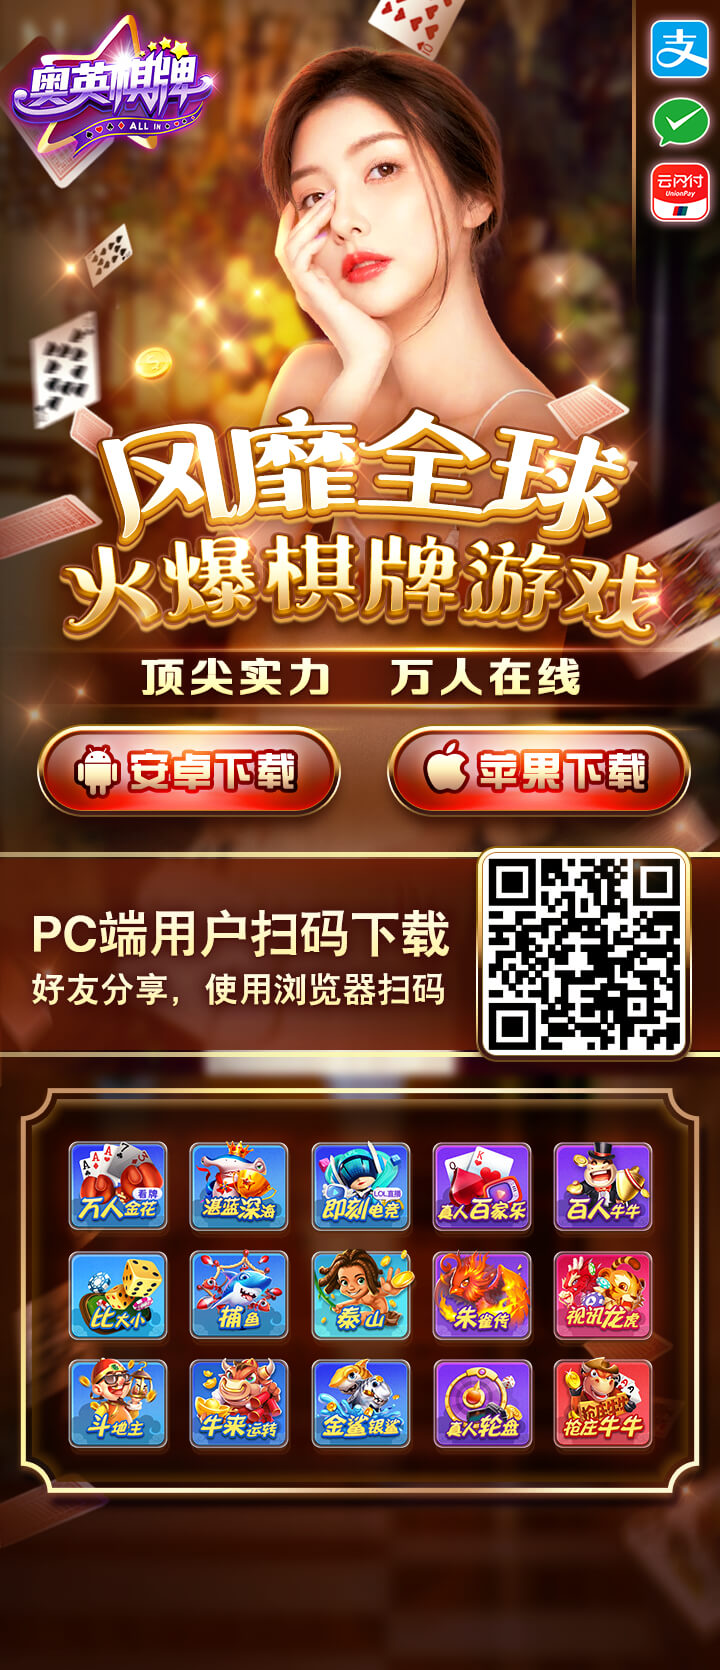 奥英棋牌
ALL IN
支
云闪付
UnionPay
风靡全球
火爆棋牌游戏
顶尖实力 万人在线
安卓下载 苹果下载
PC端用户扫码下载
好友分享，使用浏览器扫码
看牌
万人金花
湛蓝深海
LOL直播
即刻电竞
真人百家乐
百人牛牛
比大小
捕鱼
泰山
朱雀传
视讯龙虎
斗地主
牛来运转
金鲨银鲨
真人轮盘
抢庄牛牛